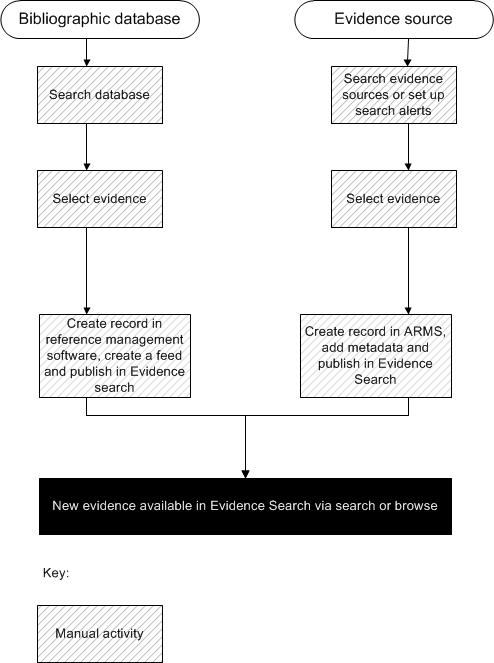 Bibliographic database
Evidence source
Search database
Search evidence
sources or set up
search alerts
Select evidence
Select evidence
Create record in
reference management
software, create a feed
and publish in Evidence
search
Create record in ARMS,
add metadata and
publish in Evidence
Search
New evidence available in Evidence Search via search or browse
Key:
Manual activity